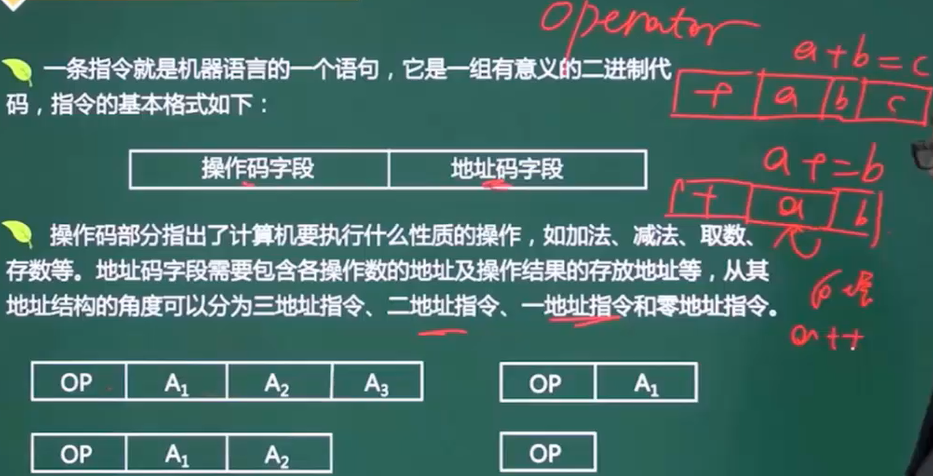 operator
一条指令就是机器语言的一个语句，它是一组有意义的二进制代
码，指令的基本格式如下：
a+b=c
+ a b c
操作码字段 地址码字段
a+=b
+ a b
操作码部分指出了计算机要执行什么性质的操作，如加法、减法、取数、
存数等。地址码字段需要包含各操作数的地址及操作结果的存放地址等，从其
地址结构的角度可以分为三地址指令、二地址指令、一地址指令和零地址指令。
a++
OP A₁ A₂ A₃
OP A₁
OP A₁ A₂
OP